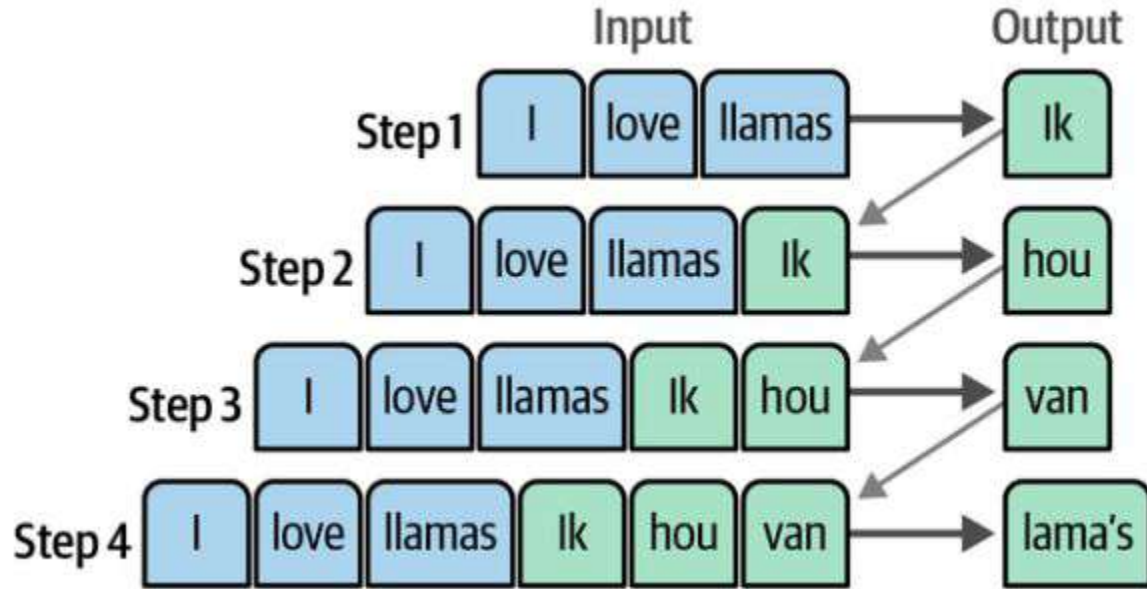 Input Output
Step 1 I love llamas Ik
Step 2 I love llamas Ik hou
Step 3 I love llamas Ik hou van
Step 4 I love llamas Ik hou van lama's